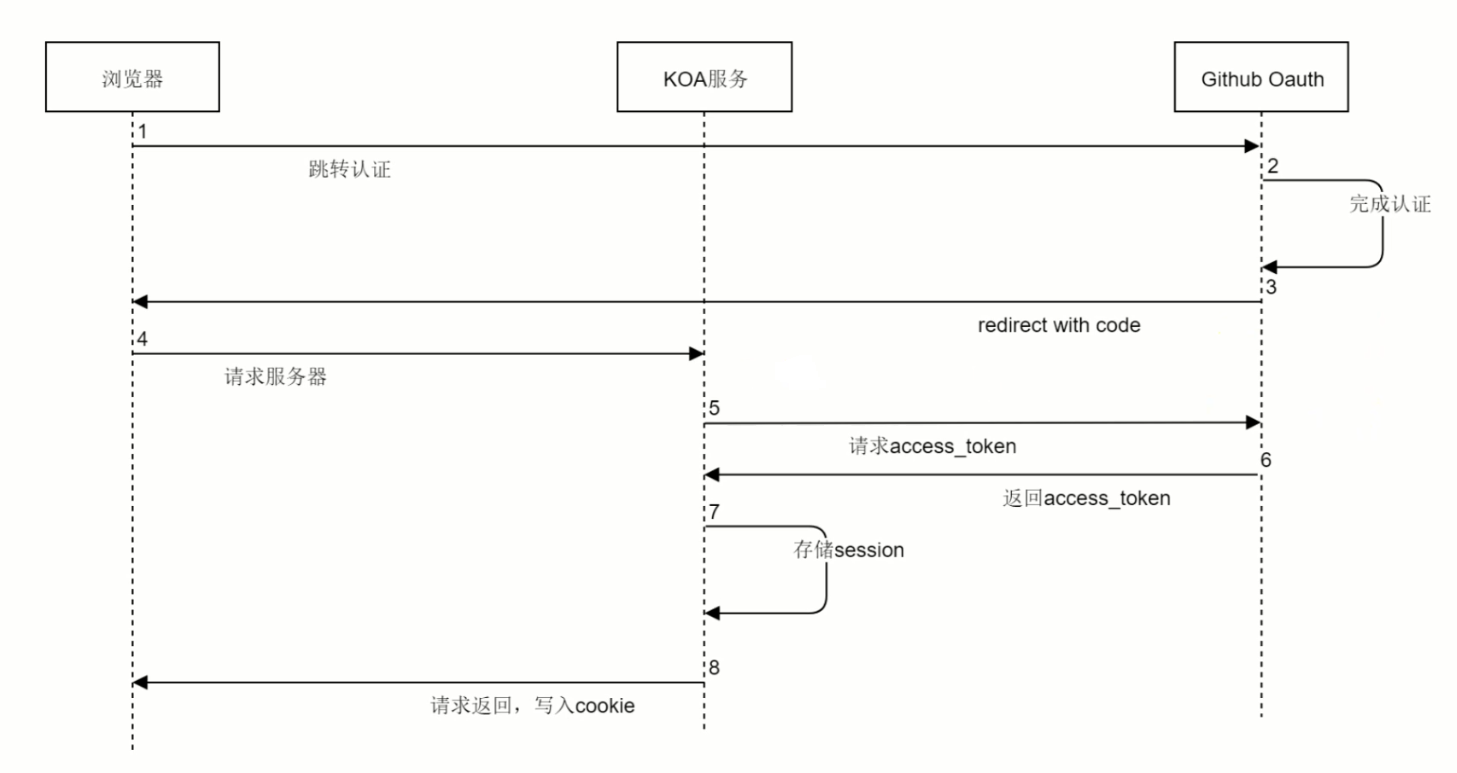 浏览器
KOA服务
Github Oauth
1
跳转认证
2
完成认证
3
redirect with code
4
请求服务器
5
请求access_token
6
返回access_token
7
存储session
8
请求返回，写入cookie